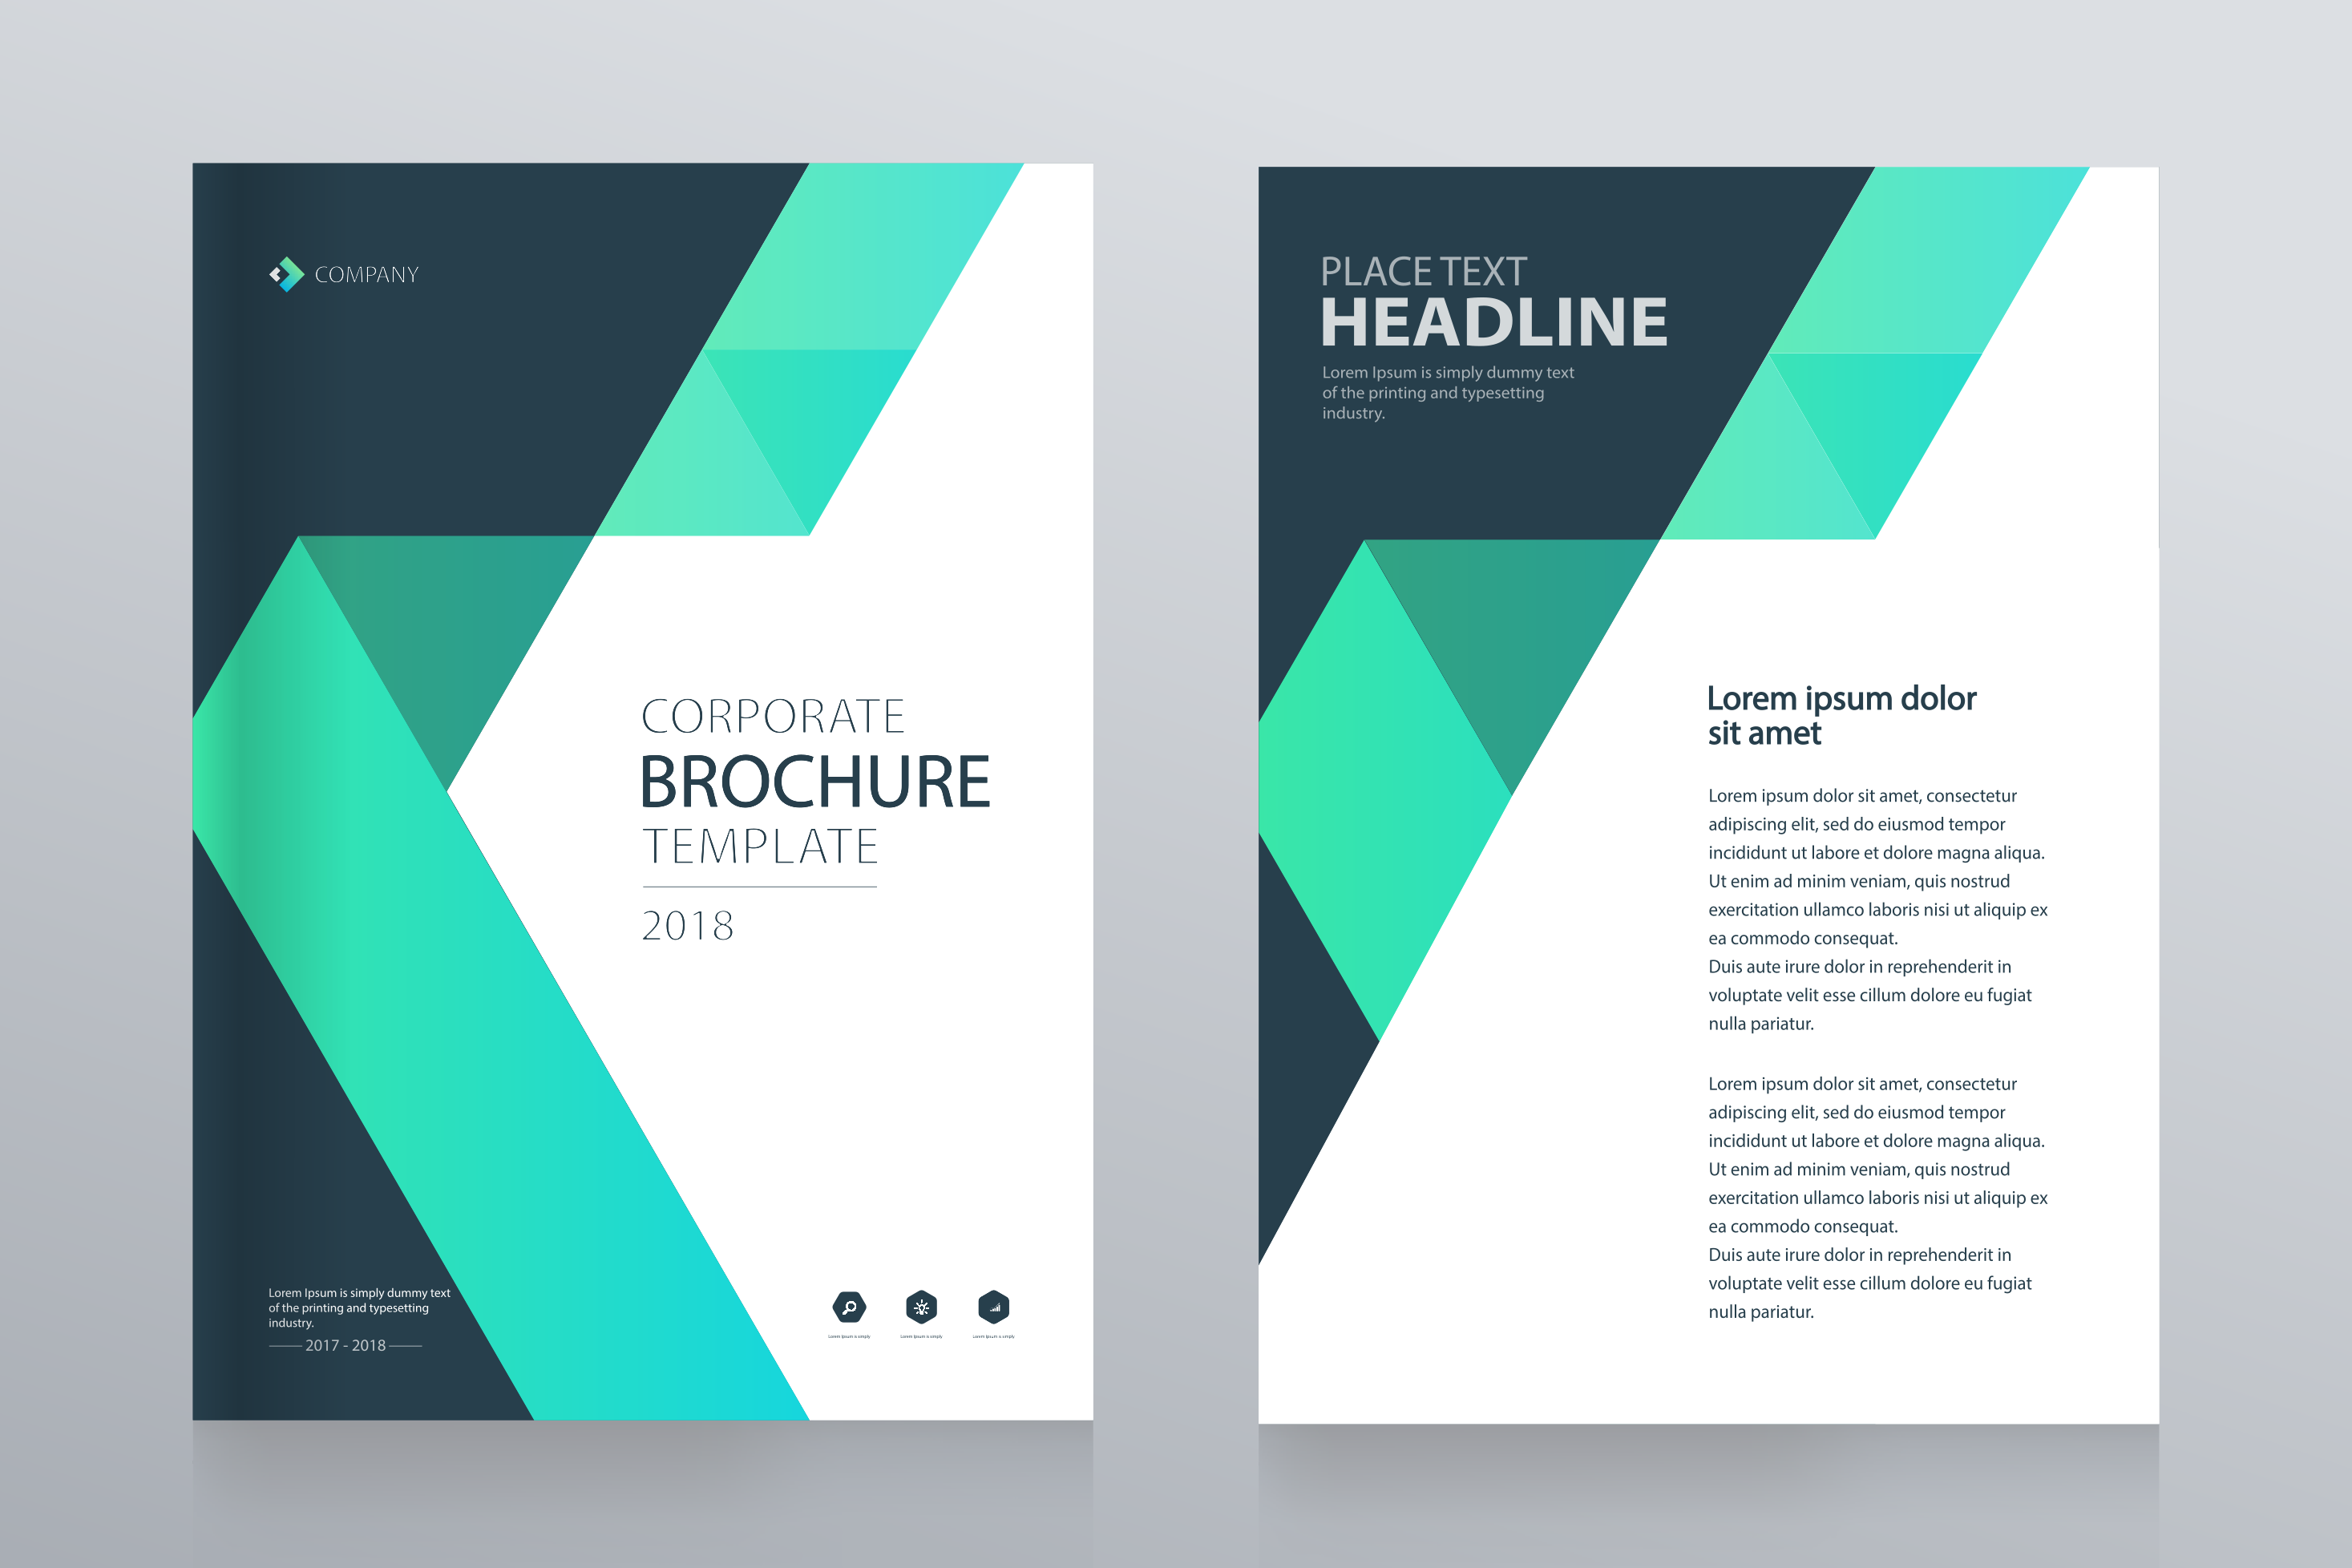 COMPANY
CORPORATE
BROCHURE
TEMPLATE
2018
Lorem Ipsum is simply dummy text
of the printing and typesetting
industry.
2017 - 2018
Lorem Ipsum is simply
Lorem Ipsum is simply
Lorem Ipsum is simply
PLACE TEXT
HEADLINE
Lorem Ipsum is simply dummy text
of the printing and typesetting
industry.
Lorem ipsum dolor
sit amet
Lorem ipsum dolor sit amet, consectetur
adipiscing elit, sed do eiusmod tempor
incididunt ut labore et dolore magna aliqua.
Ut enim ad minim veniam, quis nostrud
exercitation ullamco laboris nisi ut aliquip ex
ea commodo consequat.
Duis aute irure dolor in reprehenderit in
voluptate velit esse cillum dolore eu fugiat
nulla pariatur.
Lorem ipsum dolor sit amet, consectetur
adipiscing elit, sed do eiusmod tempor
incididunt ut labore et dolore magna aliqua.
Ut enim ad minim veniam, quis nostrud
exercitation ullamco laboris nisi ut aliquip ex
ea commodo consequat.
Duis aute irure dolor in reprehenderit in
voluptate velit esse cillum dolore eu fugiat
nulla pariatur.